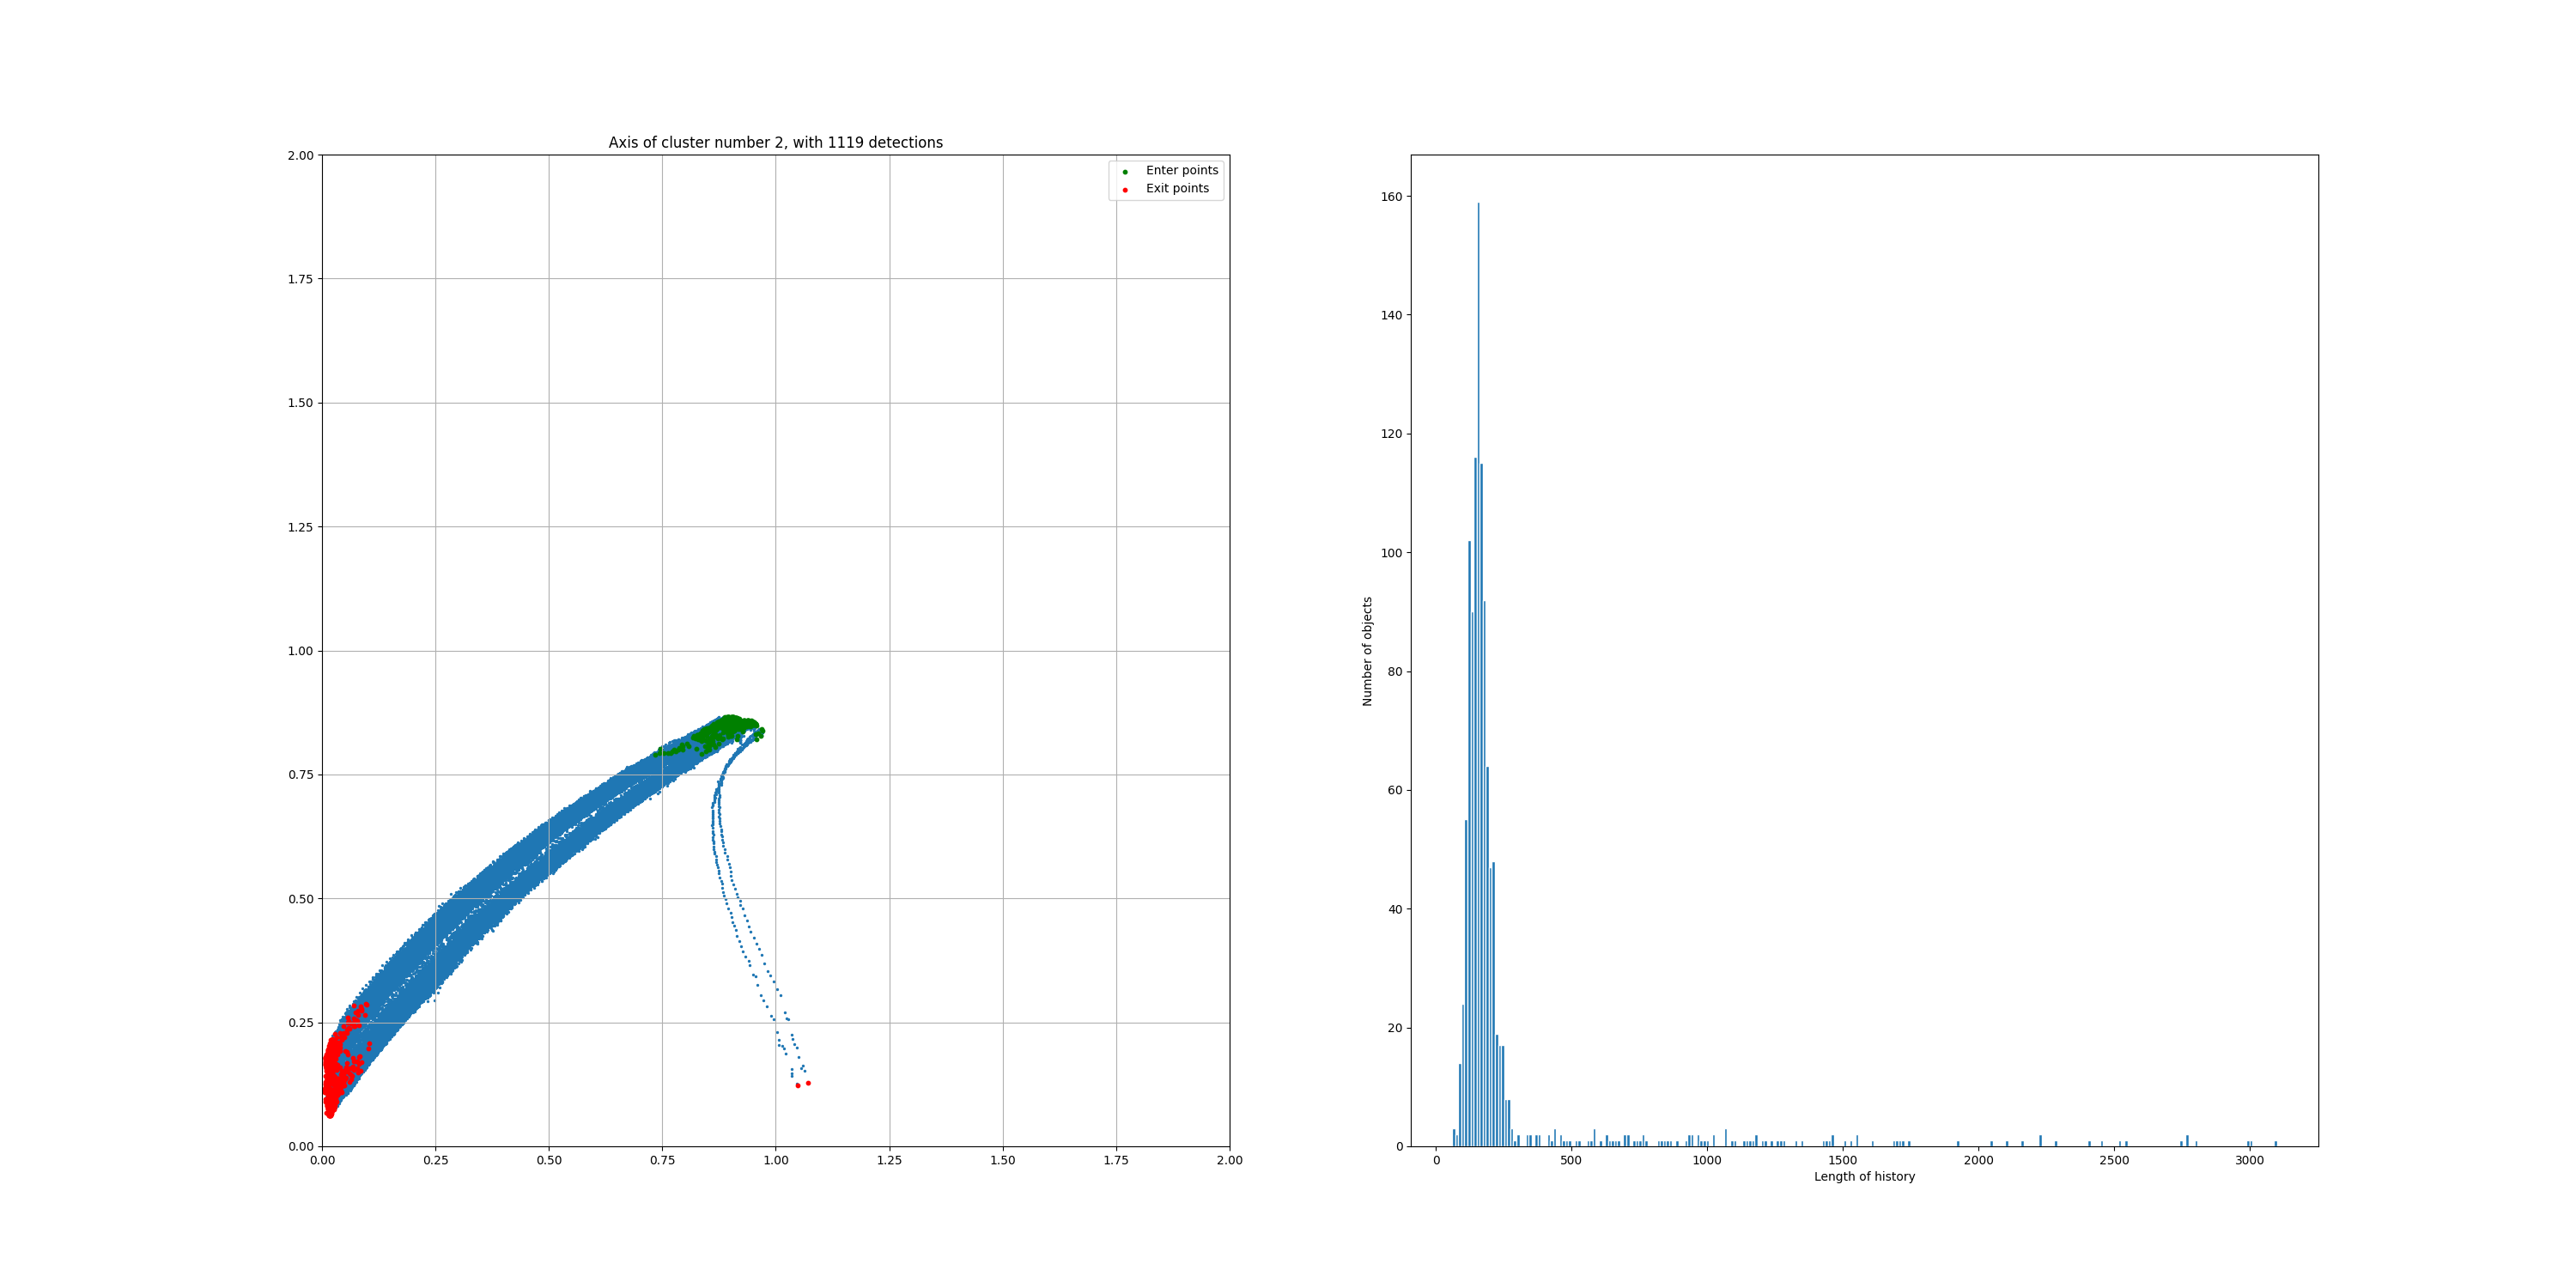 Axis of cluster number 2, with 1119 detections
Enter points
Exit points
2.00
1.75
1.50
1.25
1.00
0.75
0.50
0.25
0.00
0.00 0.25 0.50 0.75 1.00 1.25 1.50 1.75 2.00
Number of objects
160
140
120
100
80
60
40
20
0
0 500 1000 1500 2000 2500 3000
Length of history